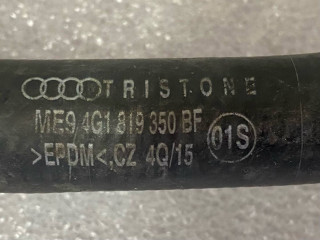 TRISTONE
ME9 4G1 819 350 BF
>EPDM<.CZ 4Q/15
01S